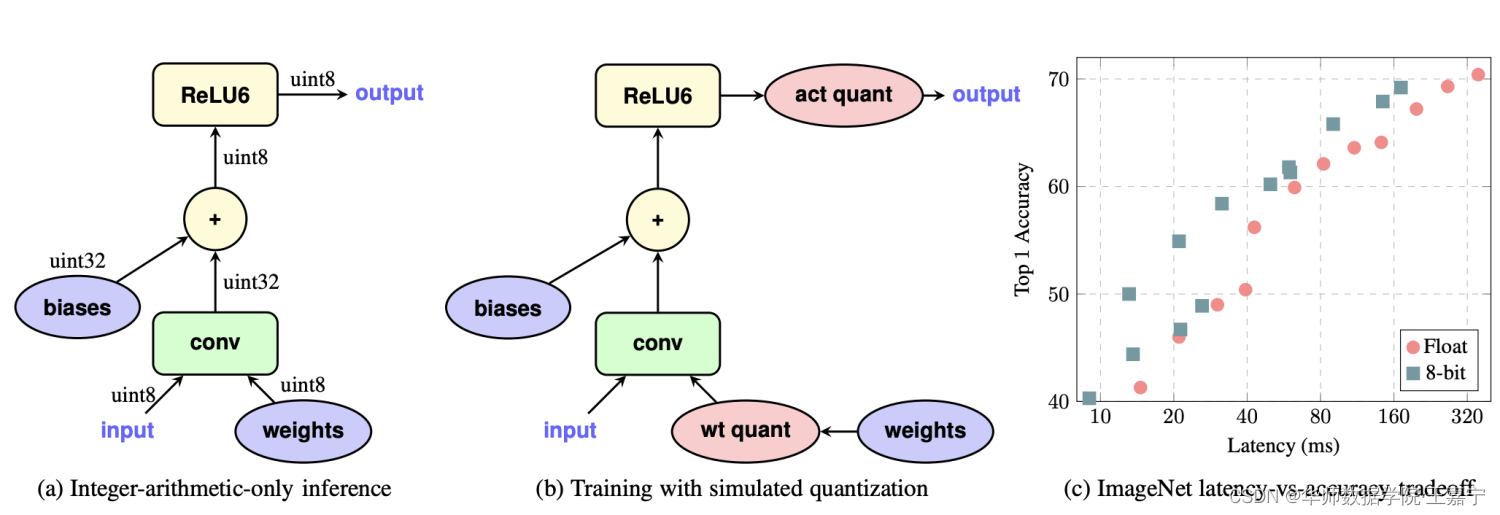 uint8
ReLU6
output
uint8
+
uint32
biases
uint32
conv
uint8
uint8
input
weights
(a) Integer-arithmetic-only inference
ReLU6
act quant
output
+
biases
conv
input
wt quant
weights
(b) Training with simulated quantization
70
60
50
40
Top 1 Accuracy
Float
8-bit
10 20 40 80 160 320
Latency (ms)
(c) ImageNet latency-vs-accuracy tradeoff
CSDN @华师数据学院·王嘉宁